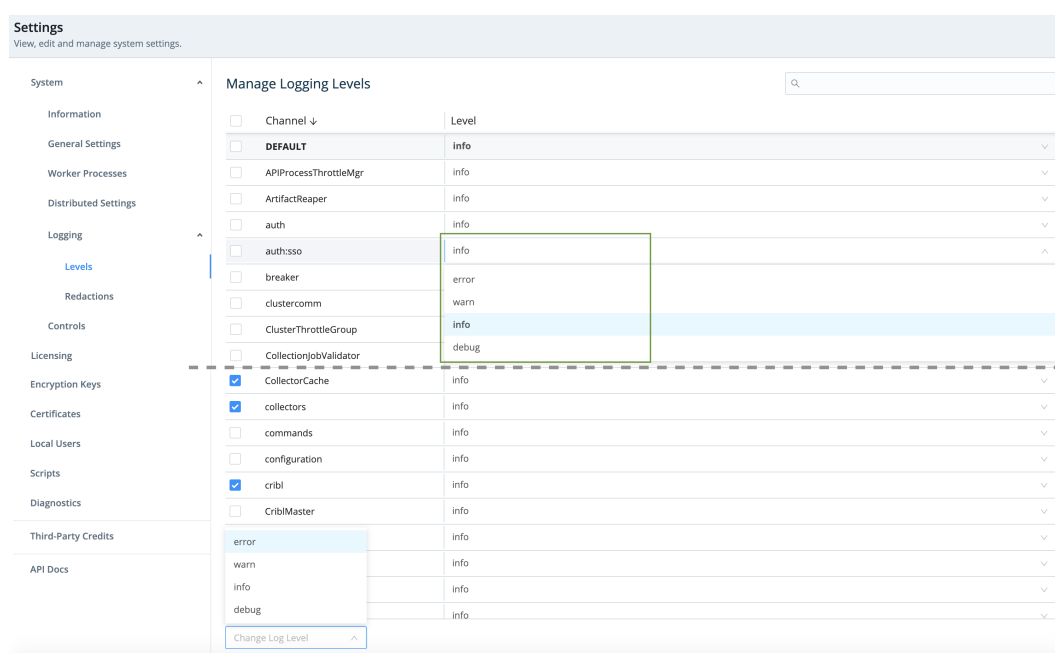 Settings
View, edit and manage system settings.
System
Information
General Settings
Worker Processes
Distributed Settings
Logging
Levels
Redactions
Controls
Licensing
Encryption Keys
Certificates
Local Users
Scripts
Diagnostics
Third-Party Credits
API Docs
Manage Logging Levels
Channel ↓ Level
DEFAULT info
APIProcessThrottleMgr info
ArtifactReaper info
auth info
auth:sso info
breaker
error
clustercomm
warn
ClusterThrottleGroup
info
CollectionJobValidator
debug
CollectorCache info
collectors info
commands info
configuration info
cribl info
CriblMaster info
info
info
info
info
error
warn
info
debug
Change Log Level